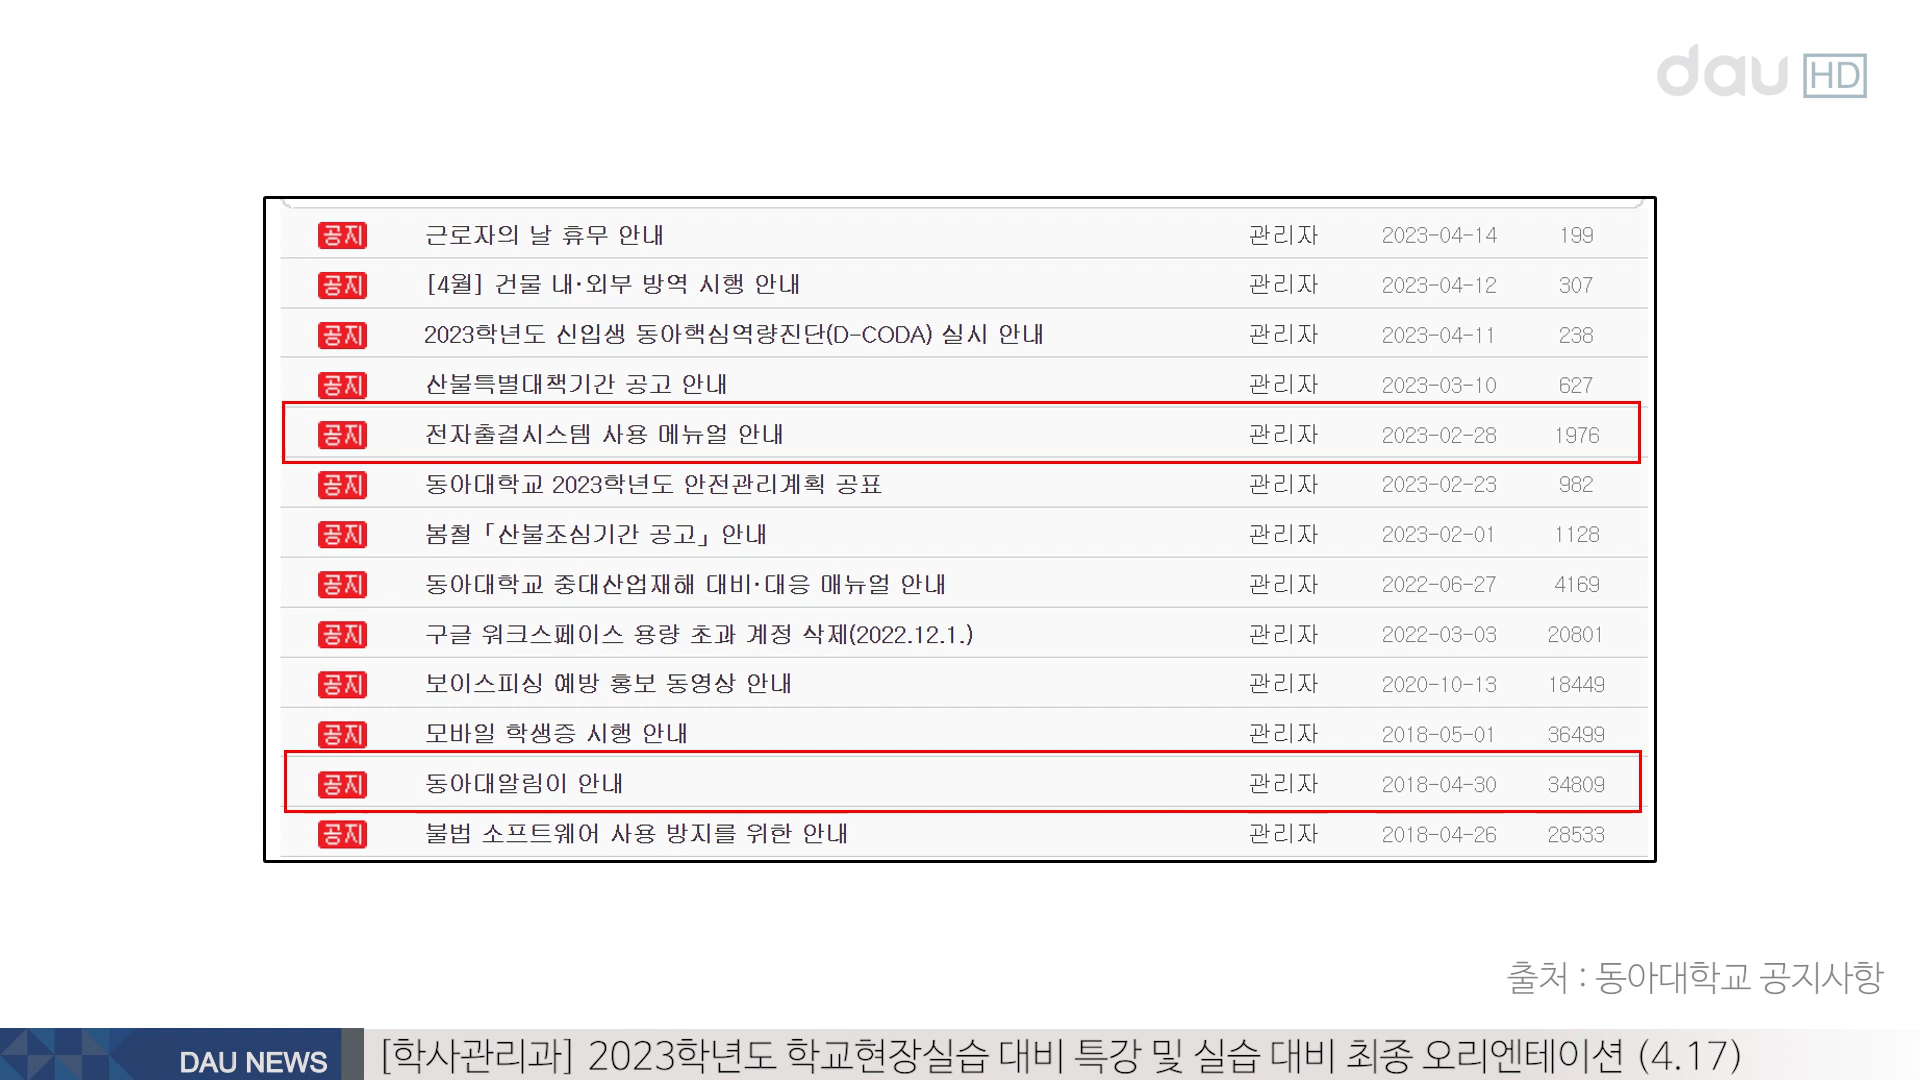 dau HD
공지 근로자의 날 휴무 안내 관리자 2023-04-14 199
공지 [4월] 건물 내·외부 방역 시행 안내 관리자 2023-04-12 307
공지 2023학년도 신입생 동아핵심역량진단(D-CODA) 실시 안내 관리자 2023-04-11 238
공지 산불특별대책기간 공고 안내 관리자 2023-03-10 627
공지 전자출결시스템 사용 메뉴얼 안내 관리자 2023-02-28 1976
공지 동아대학교 2023학년도 안전관리계획 공표 관리자 2023-02-23 982
공지 봄철「산불조심기간 공고」안내 관리자 2023-02-01 1128
공지 동아대학교 중대산업재해 대비·대응 매뉴얼 안내 관리자 2022-06-27 4169
공지 구글 워크스페이스 용량 초과 계정 삭제(2022.12.1.) 관리자 2022-03-03 20801
공지 보이스피싱 예방 홍보 동영상 안내 관리자 2020-10-13 18449
공지 모바일 학생증 시행 안내 관리자 2018-05-01 36499
공지 동아대알림이 안내 관리자 2018-04-30 34809
공지 불법 소프트웨어 사용 방지를 위한 안내 관리자 2018-04-26 28533
출처 : 동아대학교 공지사항
DAU NEWS [학사관리과] 2023학년도 학교현장실습 대비 특강 및 실습 대비 최종 오리엔테이션 (4.17)